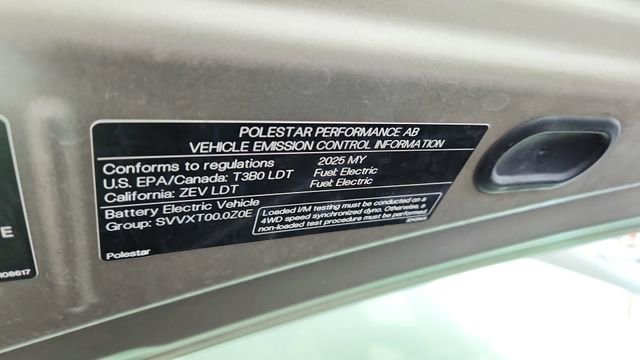 POLESTAR PERFORMANCE AB
VEHICLE EMISSION CONTROL INFORMATION
Conforms to regulations 2025 MY
U.S. EPA/Canada: T3B0 LDT Fuel: Electric
California: ZEV LDT Fuel: Electric
Battery Electric Vehicle
Group: SVVXT00.0Z0E
Loaded I/M testing must be conducted on a
4WD speed synchronized dyno. Otherwise, a
non-loaded test procedure must be performed.
Polestar
E
108617